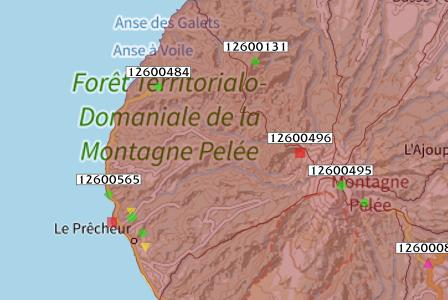 Anse des Galets
Anse à Voile
12600131
12600484
Forêt Territorialo-
Domaniale de la
Montagne Pelée
12600496
L'Ajoup
12600495
12600565
Montagne
Pelée
Le Prêcheur
1260008